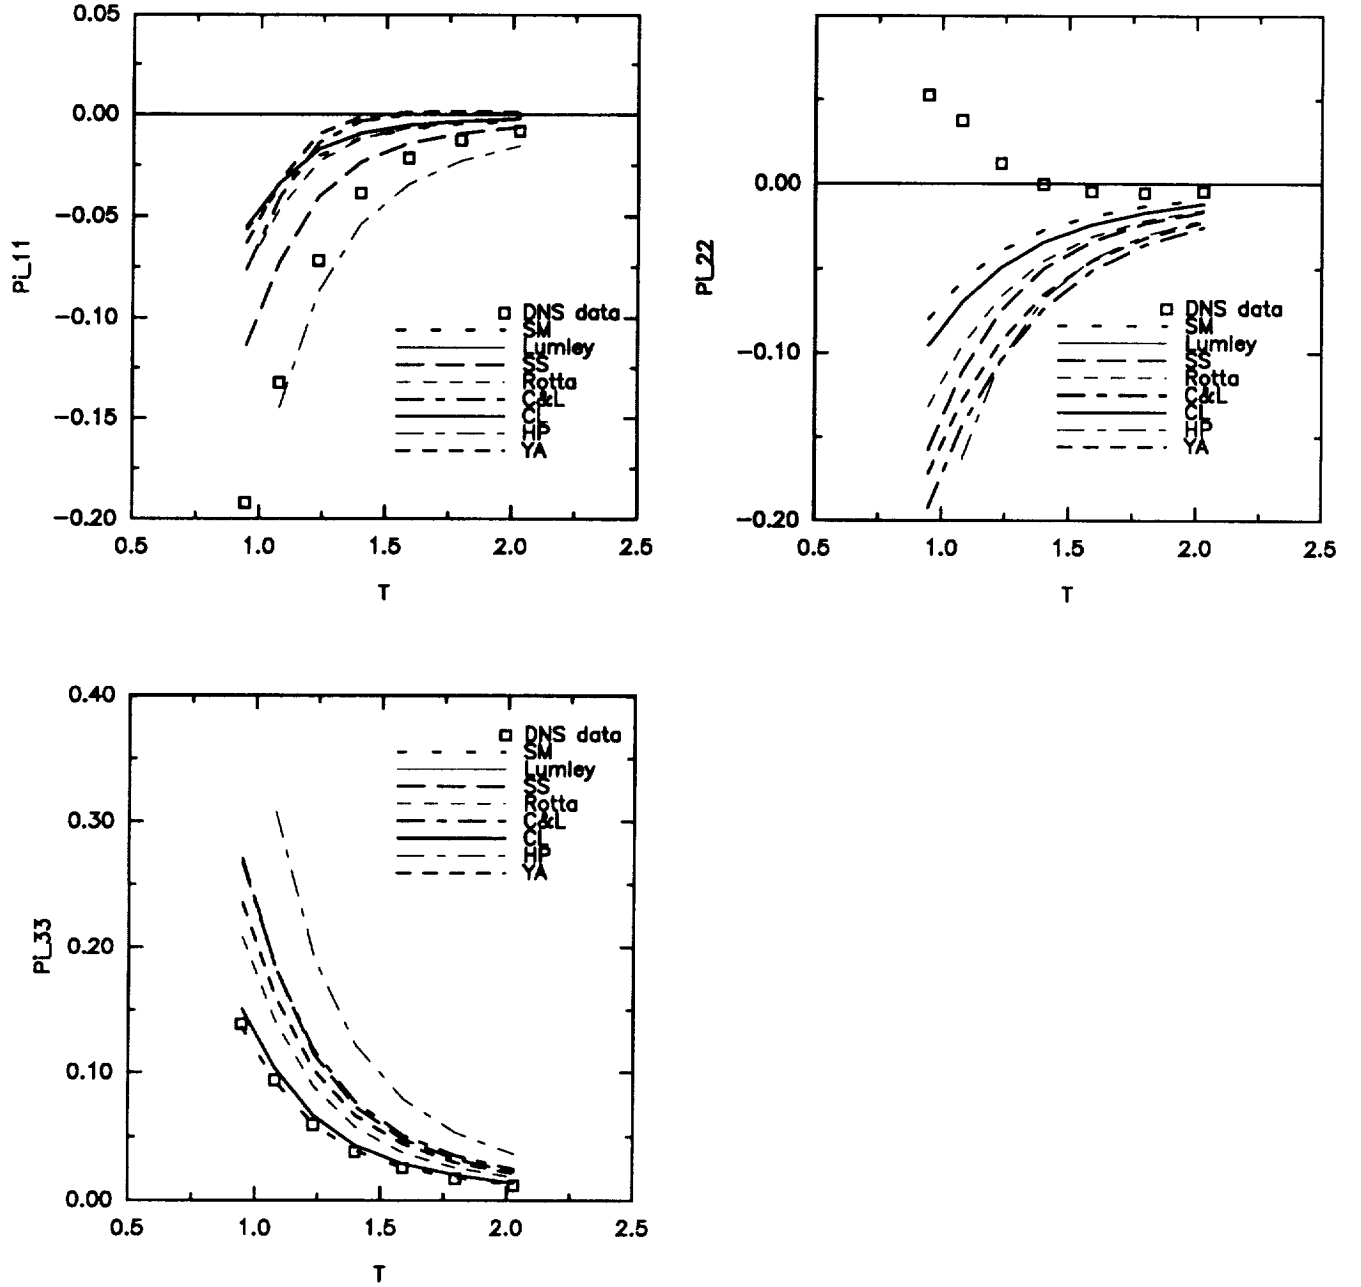 0.05
0.00
−0.05
−0.10
−0.15
−0.20
0.5 1.0 1.5 2.0 2.5
T
Pi_11
DNS data
SM
Lumley
SS
Rotta
C&L
CL
HP
YA
0.00
−0.10
−0.20
0.5 1.0 1.5 2.0 2.5
T
Pi_22
DNS data
SM
Lumley
SS
Rotta
C&L
CL
HP
YA
0.40
0.30
0.20
0.10
0.00
0.5 1.0 1.5 2.0 2.5
T
Pi_33
DNS data
SM
Lumley
SS
Rotta
C&L
CL
HP
YA